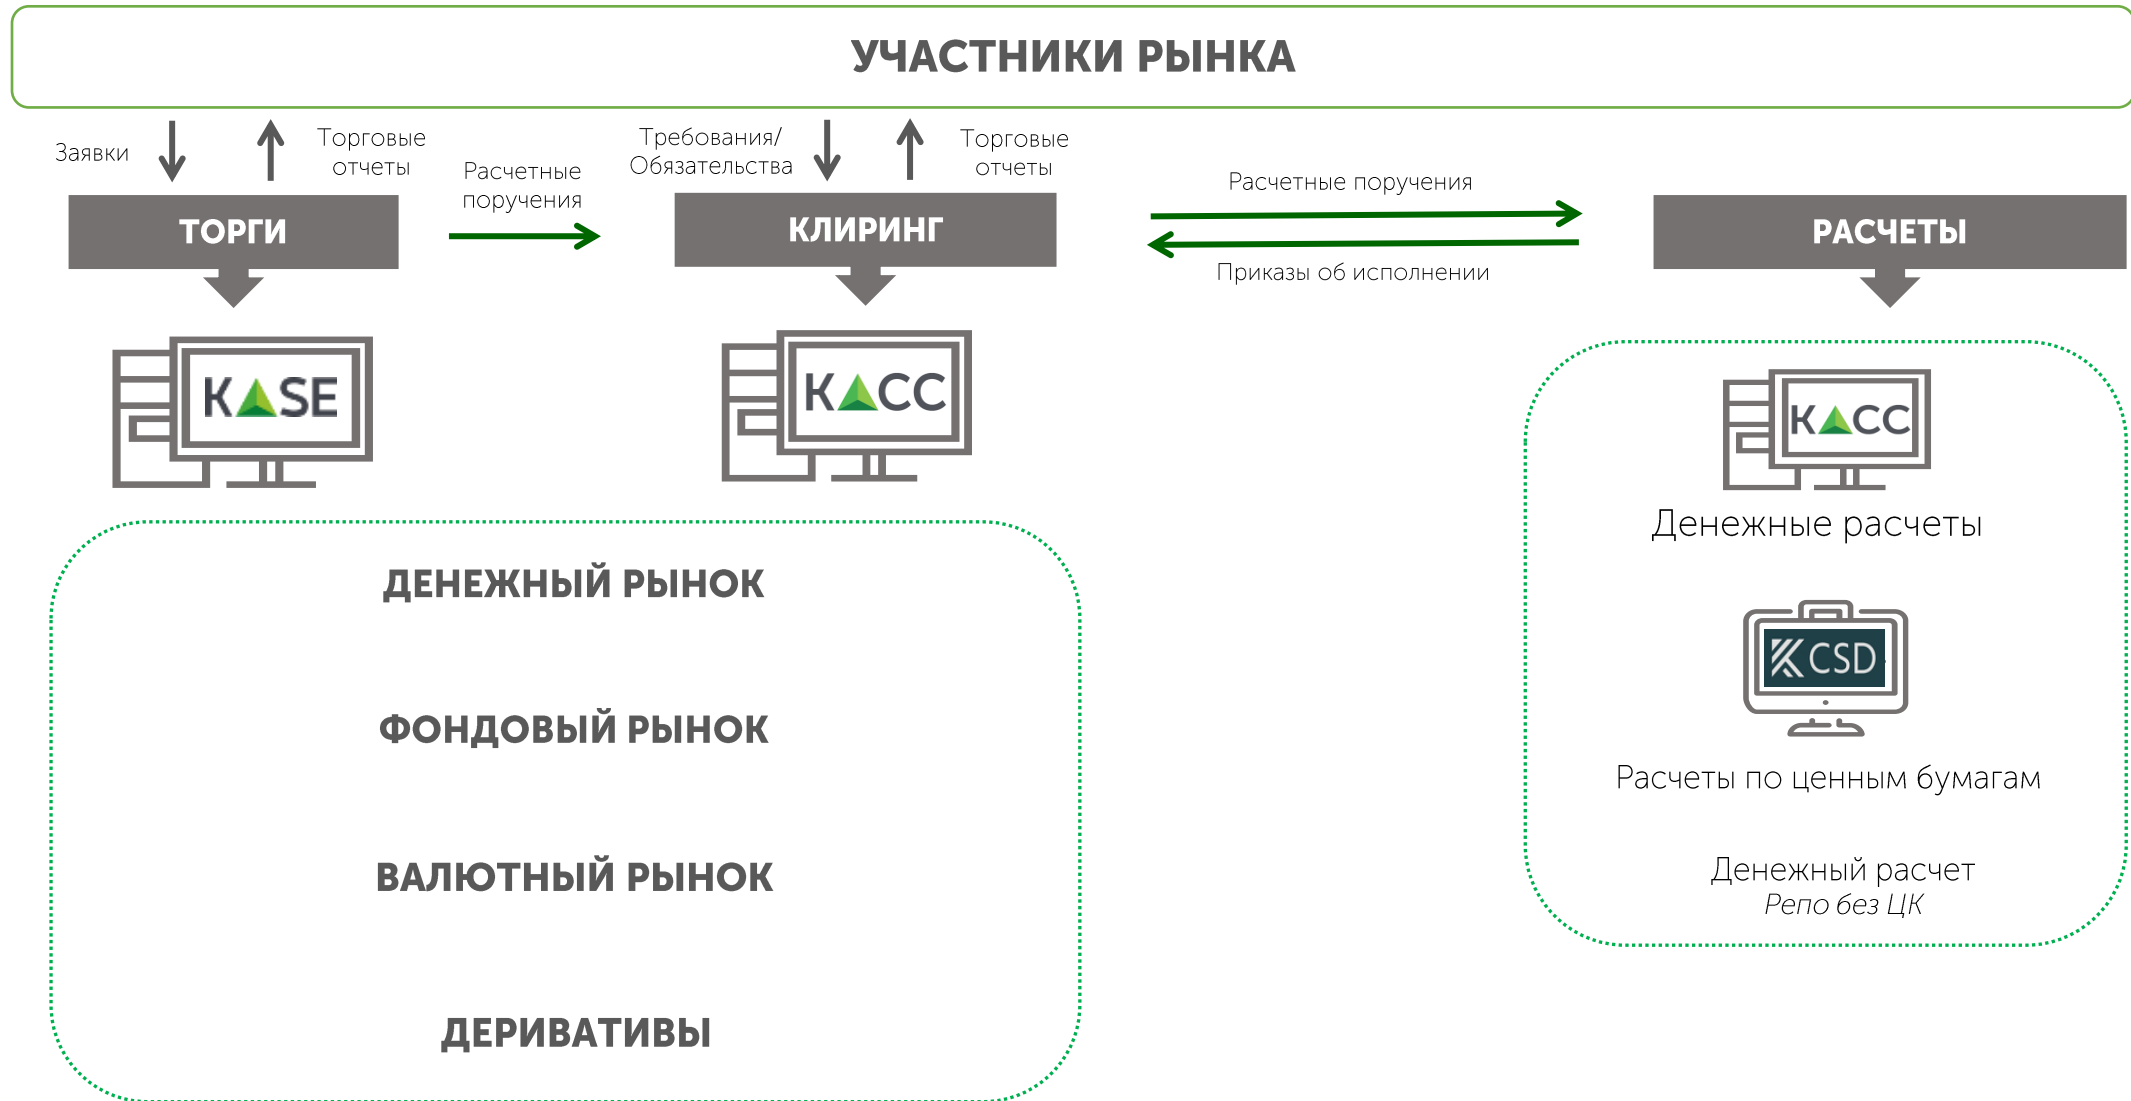 УЧАСТНИКИ РЫНКА
Заявки
Торговые
отчеты
Расчетные
поручения
Требования/
Обязательства
Торговые
отчеты
Расчетные поручения
Приказы об исполнении
ТОРГИ
КЛИРИНГ
РАСЧЕТЫ
KASE
KACC
KACC
Денежные расчеты
CSD
Расчеты по ценным бумагам
Денежный расчет
Репо без ЦК
ДЕНЕЖНЫЙ РЫНОК
ФОНДОВЫЙ РЫНОК
ВАЛЮТНЫЙ РЫНОК
ДЕРИВАТИВЫ